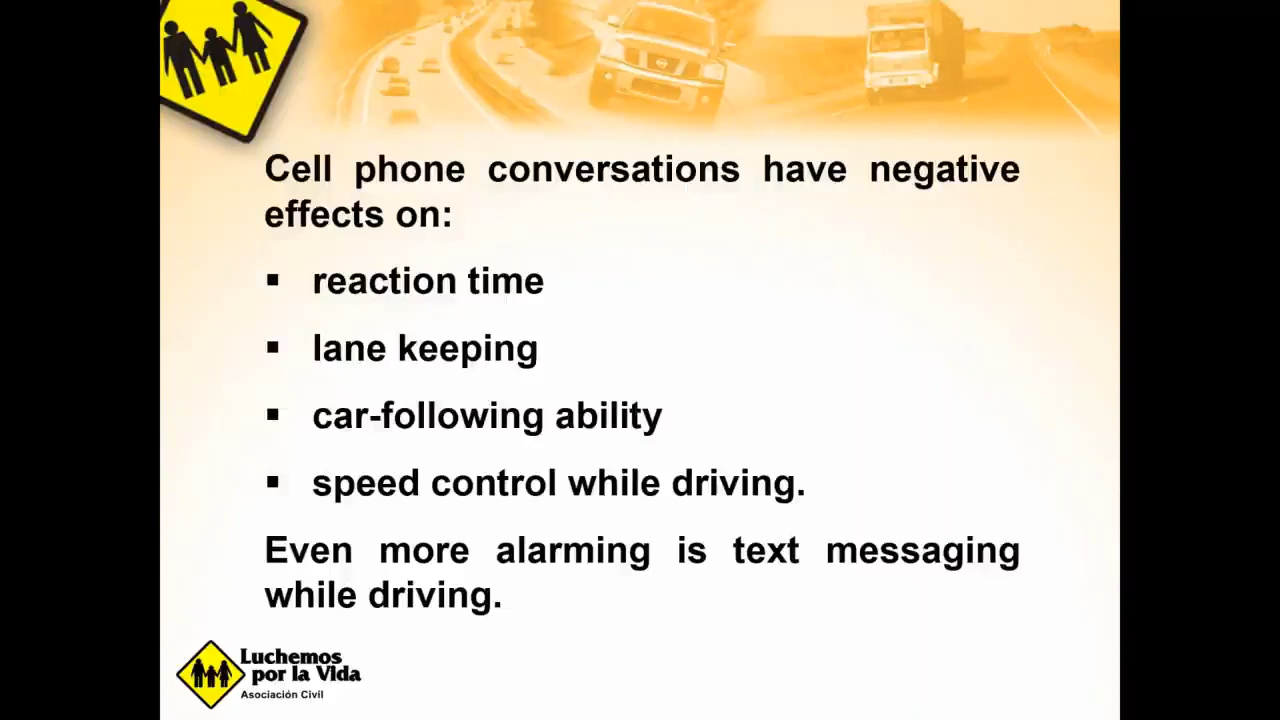 Cell phone conversations have negative
effects on:
▪ reaction time
▪ lane keeping
▪ car-following ability
▪ speed control while driving.
Even more alarming is text messaging
while driving.
Luchemos
por la Vida
Asociación Civil